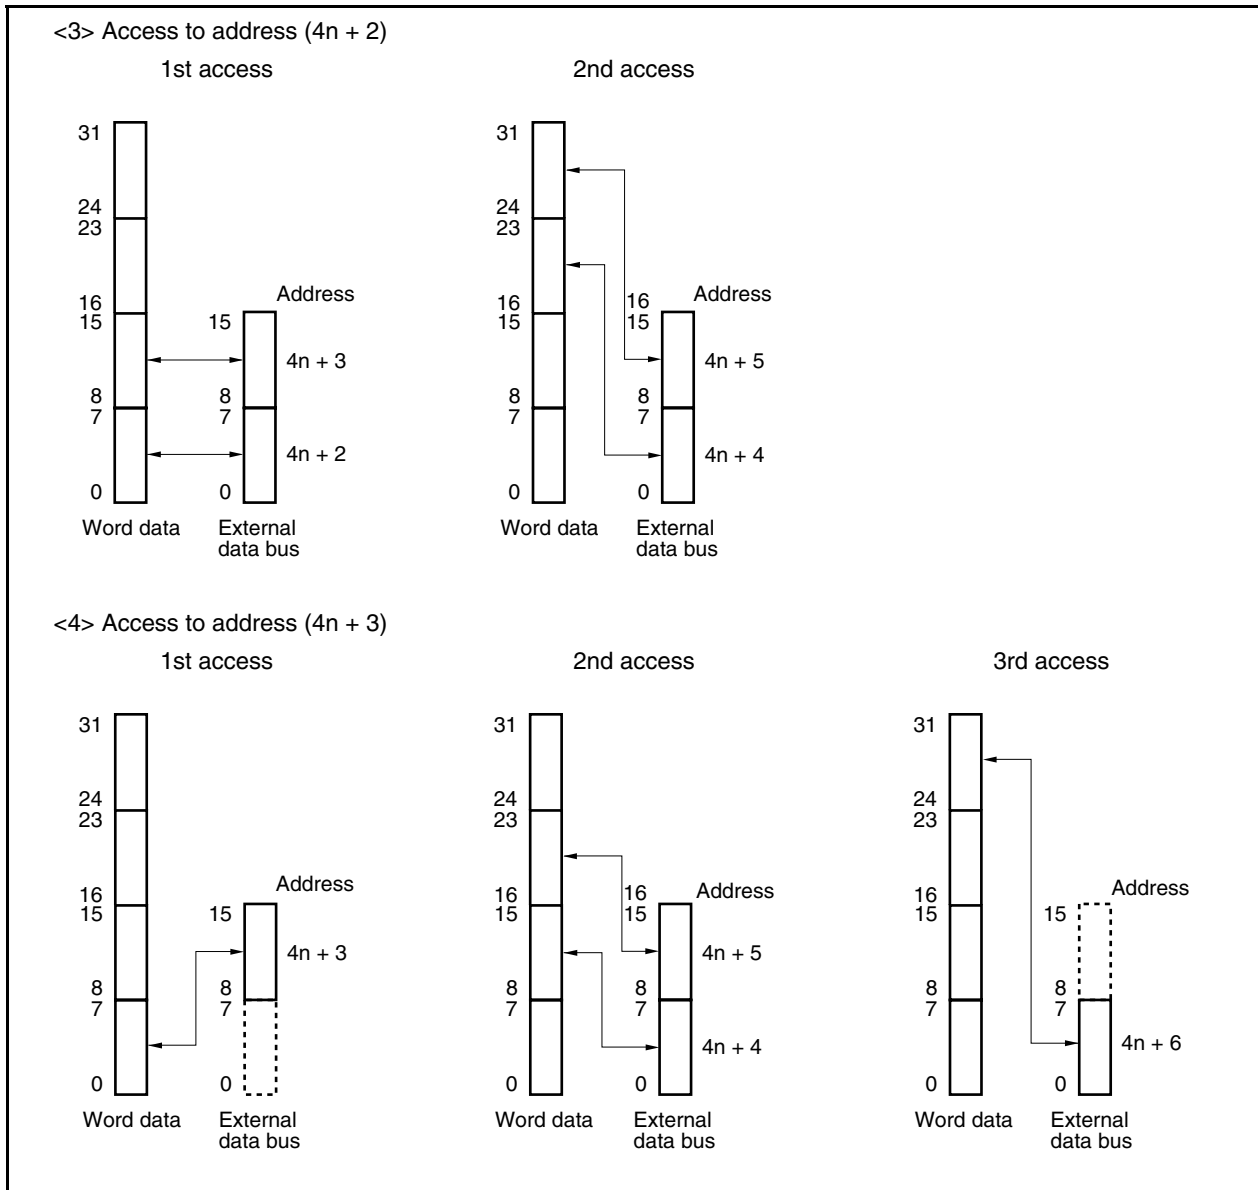 <3> Access to address (4n + 2)
1st access
2nd access
31
24
23
16
15
8
7
0
15
8
7
0
Address
4n + 3
4n + 2
Word data
External
data bus
31
24
23
16
15
8
7
0
16
15
8
7
0
Address
4n + 5
4n + 4
Word data
External
data bus
<4> Access to address (4n + 3)
1st access
2nd access
3rd access
31
24
23
16
15
8
7
0
15
8
7
0
Address
4n + 3
Word data
External
data bus
31
24
23
16
15
8
7
0
16
15
8
7
0
Address
4n + 5
4n + 4
Word data
External
data bus
31
24
23
16
15
8
7
0
15
8
7
0
Address
4n + 6
Word data
External
data bus